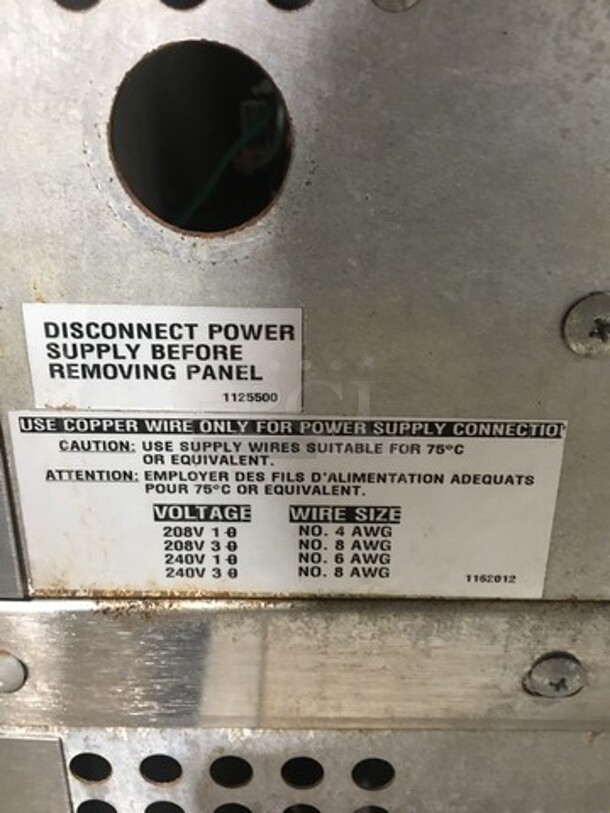 DISCONNECT POWER
SUPPLY BEFORE
REMOVING PANEL
1125500
USE COPPER WIRE ONLY FOR POWER SUPPLY CONNECTIO
CAUTION: USE SUPPLY WIRES SUITABLE FOR 75°C
OR EQUIVALENT.
ATTENTION: EMPLOYER DES FILS D'ALIMENTATION ADEQUATS
POUR 75°C OR EQUIVALENT.
VOLTAGE WIRE SIZE
208V 1 Ø NO. 4 AWG
208V 3 Ø NO. 8 AWG
240V 1 Ø NO. 6 AWG
240V 3 Ø NO. 8 AWG
1162012